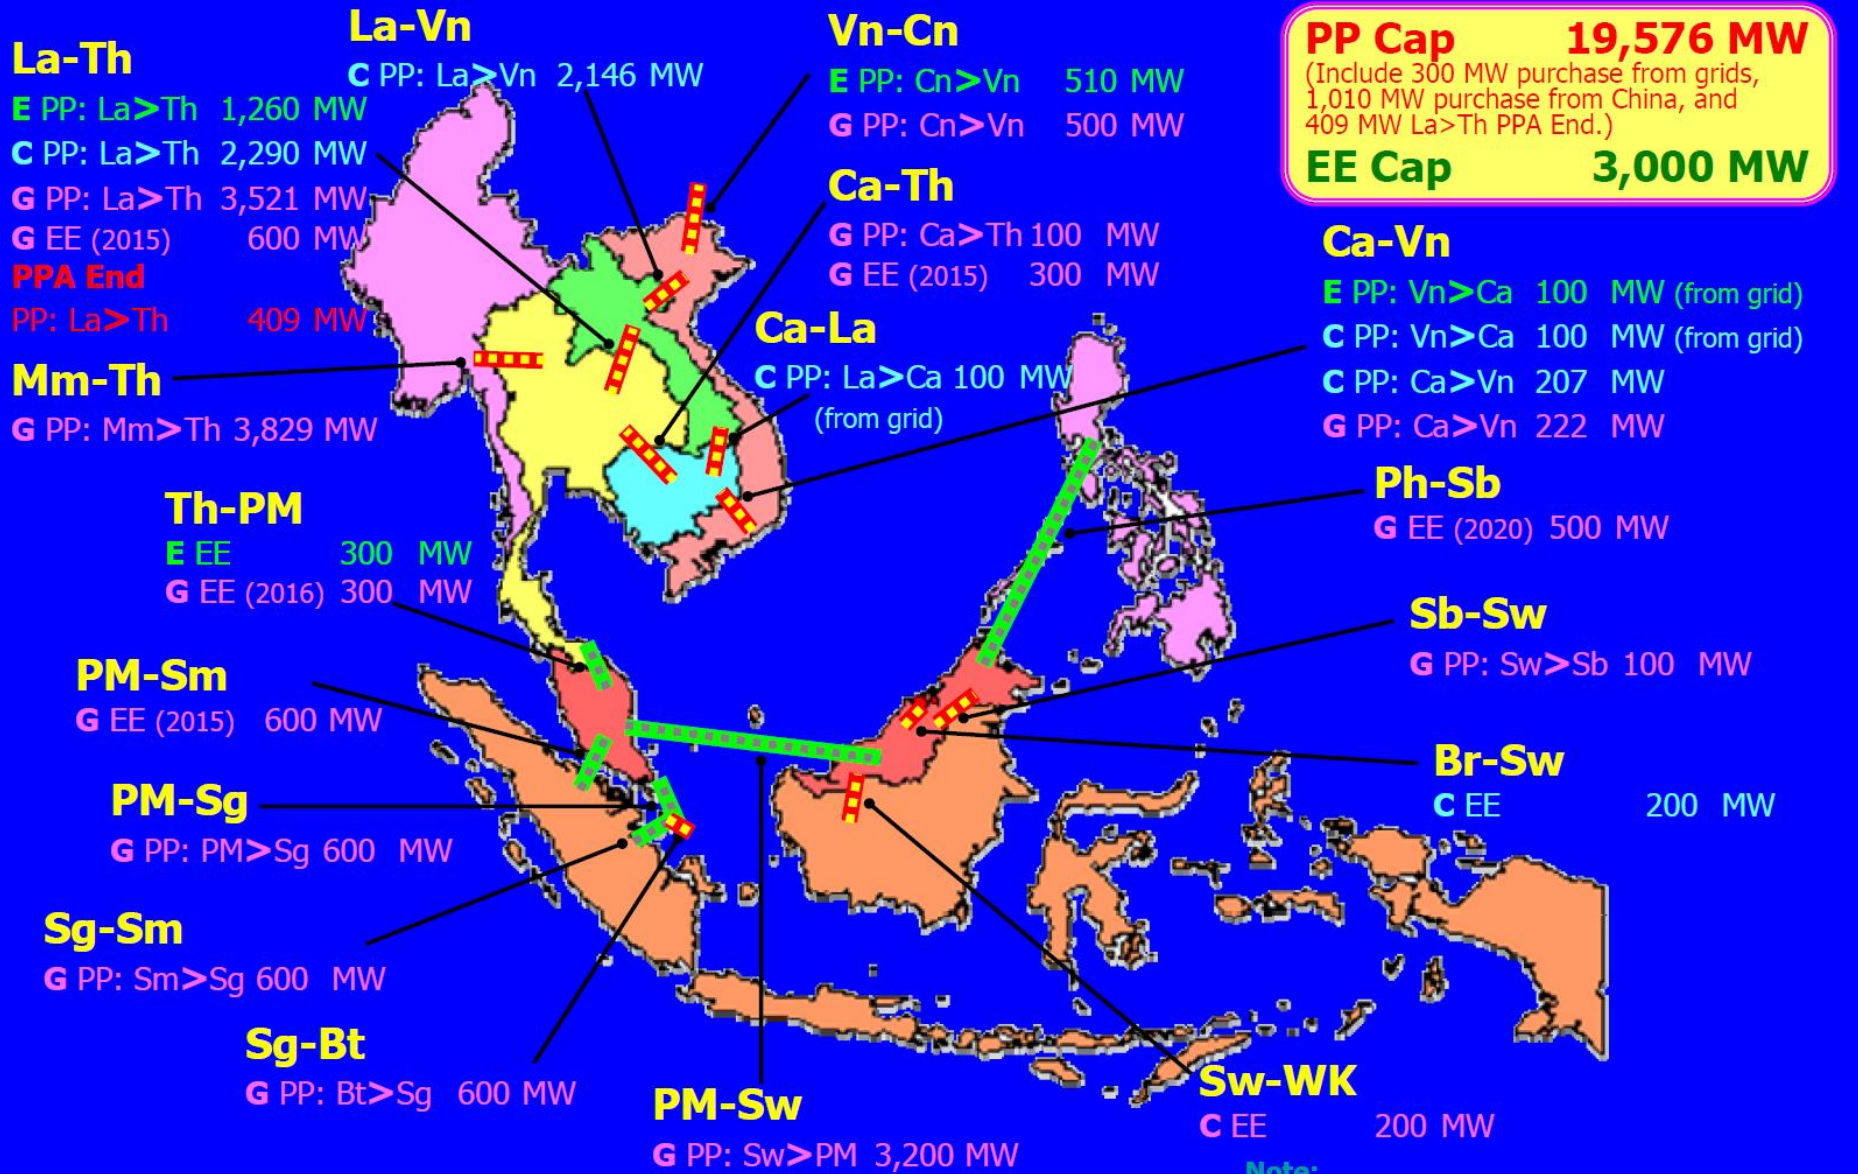 La-Th
E PP: La>Th 1,260 MW
C PP: La>Th 2,290 MW
G PP: La>Th 3,521 MW
G EE (2015) 600 MW
PPA End
PP: La>Th 409 MW
La-Vn
C PP: La>Vn 2,146 MW
Vn-Cn
E PP: Cn>Vn 510 MW
G PP: Cn>Vn 500 MW
PP Cap 19,576 MW
(Include 300 MW purchase from grids,
1,010 MW purchase from China, and
409 MW La>Th PPA End.)
EE Cap 3,000 MW
Ca-Th
G PP: Ca>Th 100 MW
G EE (2015) 300 MW
Ca-La
C PP: La>Ca 100 MW
(from grid)
Ca-Vn
E PP: Vn>Ca 100 MW (from grid)
C PP: Vn>Ca 100 MW (from grid)
C PP: Ca>Vn 207 MW
G PP: Ca>Vn 222 MW
Mm-Th
G PP: Mm>Th 3,829 MW
Th-PM
E EE 300 MW
G EE (2016) 300 MW
Ph-Sb
G EE (2020) 500 MW
Sb-Sw
G PP: Sw>Sb 100 MW
PM-Sm
G EE (2015) 600 MW
Br-Sw
C EE 200 MW
PM-Sg
G PP: PM>Sg 600 MW
Sg-Sm
G PP: Sm>Sg 600 MW
Sg-Bt
G PP: Bt>Sg 600 MW
PM-Sw
G PP: Sw>PM 3,200 MW
Sw-WK
C EE 200 MW
Note: